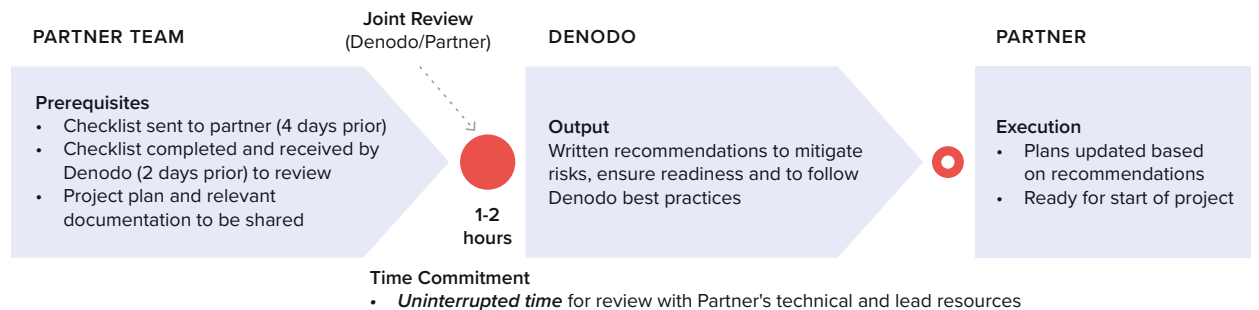 PARTNER TEAM
Joint Review
(Denodo/Partner)
DENODO
PARTNER
Prerequisites
• Checklist sent to partner (4 days prior)
• Checklist completed and received by
Denodo (2 days prior) to review
• Project plan and relevant
documentation to be shared
1-2
hours
Output
Written recommendations to mitigate
risks, ensure readiness and to follow
Denodo best practices
Execution
• Plans updated based
on recommendations
• Ready for start of project
Time Commitment
• Uninterrupted time for review with Partner's technical and lead resources